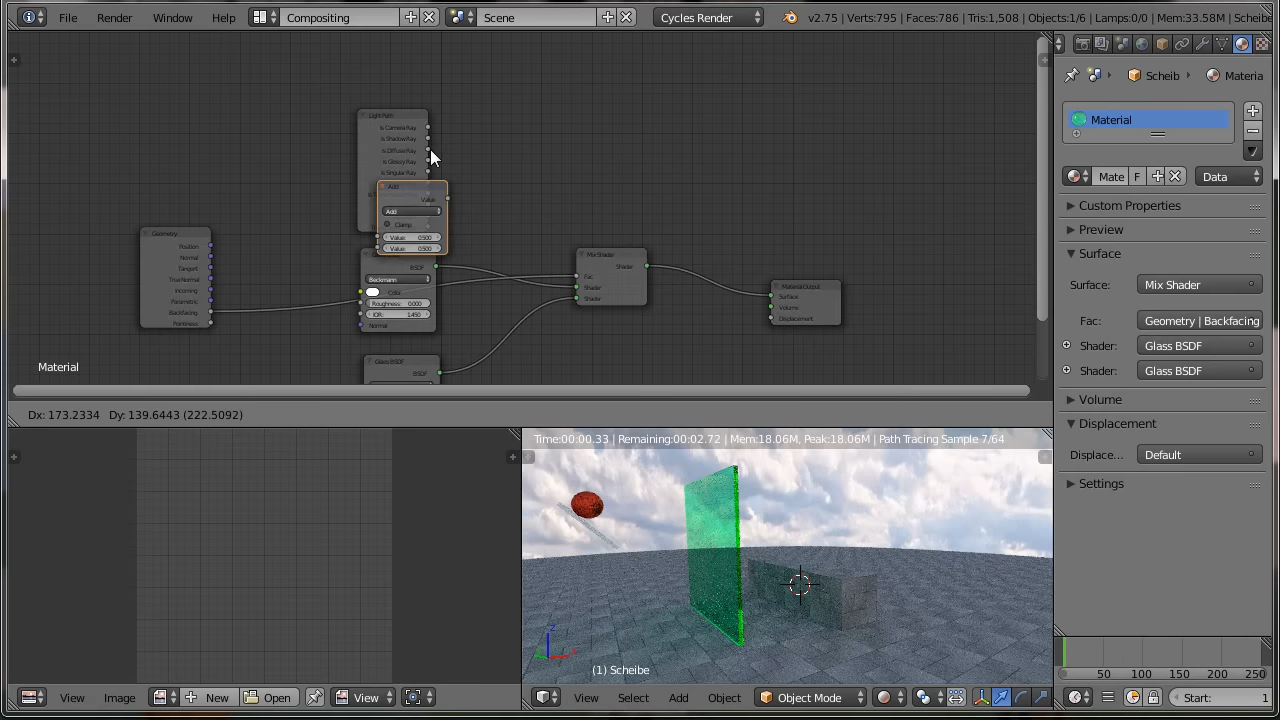 File Render Window Help Compositing Scene Cycles Render v2.75 | Verts:795 | Faces:786 | Tris:1,508 | Objects:1/6 | Lamps:0/0 | Mem:33.58M | Scheibe
Scheib Materia
Material
Mate F Data
Custom Properties
Preview
Surface
Surface: Mix Shader
Fac: Geometry | Backfacing
Shader: Glass BSDF
Shader: Glass BSDF
Volume
Displacement
Displace... Default
Settings
Light Path
Is Camera Ray
Is Shadow Ray
Is Diffuse Ray
Is Glossy Ray
Is Singular Ray
Add
Value
Add
Clamp
Value: 0.500
Value: 0.500
Geometry
Position
Normal
Tangent
True Normal
Incoming
Parametric
Backfacing
Pointiness
BSDF
Beckmann
Color
Roughness: 0.000
IOR: 1.450
Normal
Glass BSDF
BSDF
Mix Shader
Shader
Fac
Shader
Shader
Material Output
Surface
Volume
Displacement
Material
Dx: 173.2334 Dy: 139.6443 (222.5092)
Time:00:00.33 | Remaining:00:02.72 | Mem:18.06M, Peak:18.06M | Path Tracing Sample 7/64
(1) Scheibe
View Image New Open View
View Select Add Object Object Mode
50 100 150 200 250
Start: 1